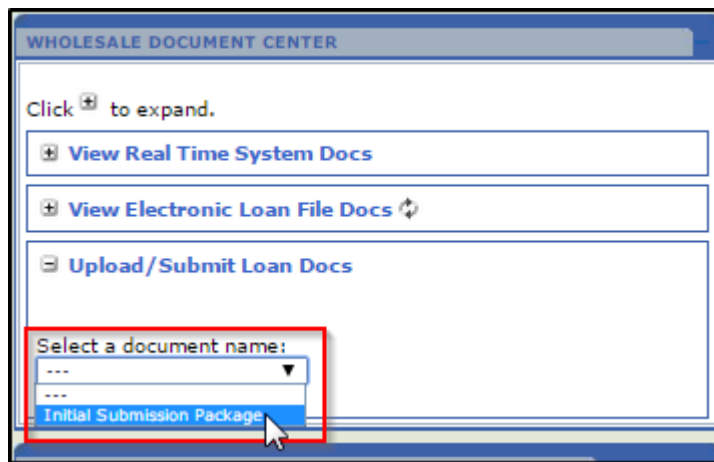 WHOLESALE DOCUMENT CENTER
Click to expand.
View Real Time System Docs
View Electronic Loan File Docs
Upload/Submit Loan Docs
Select a document name:
---
---
Initial Submission Package